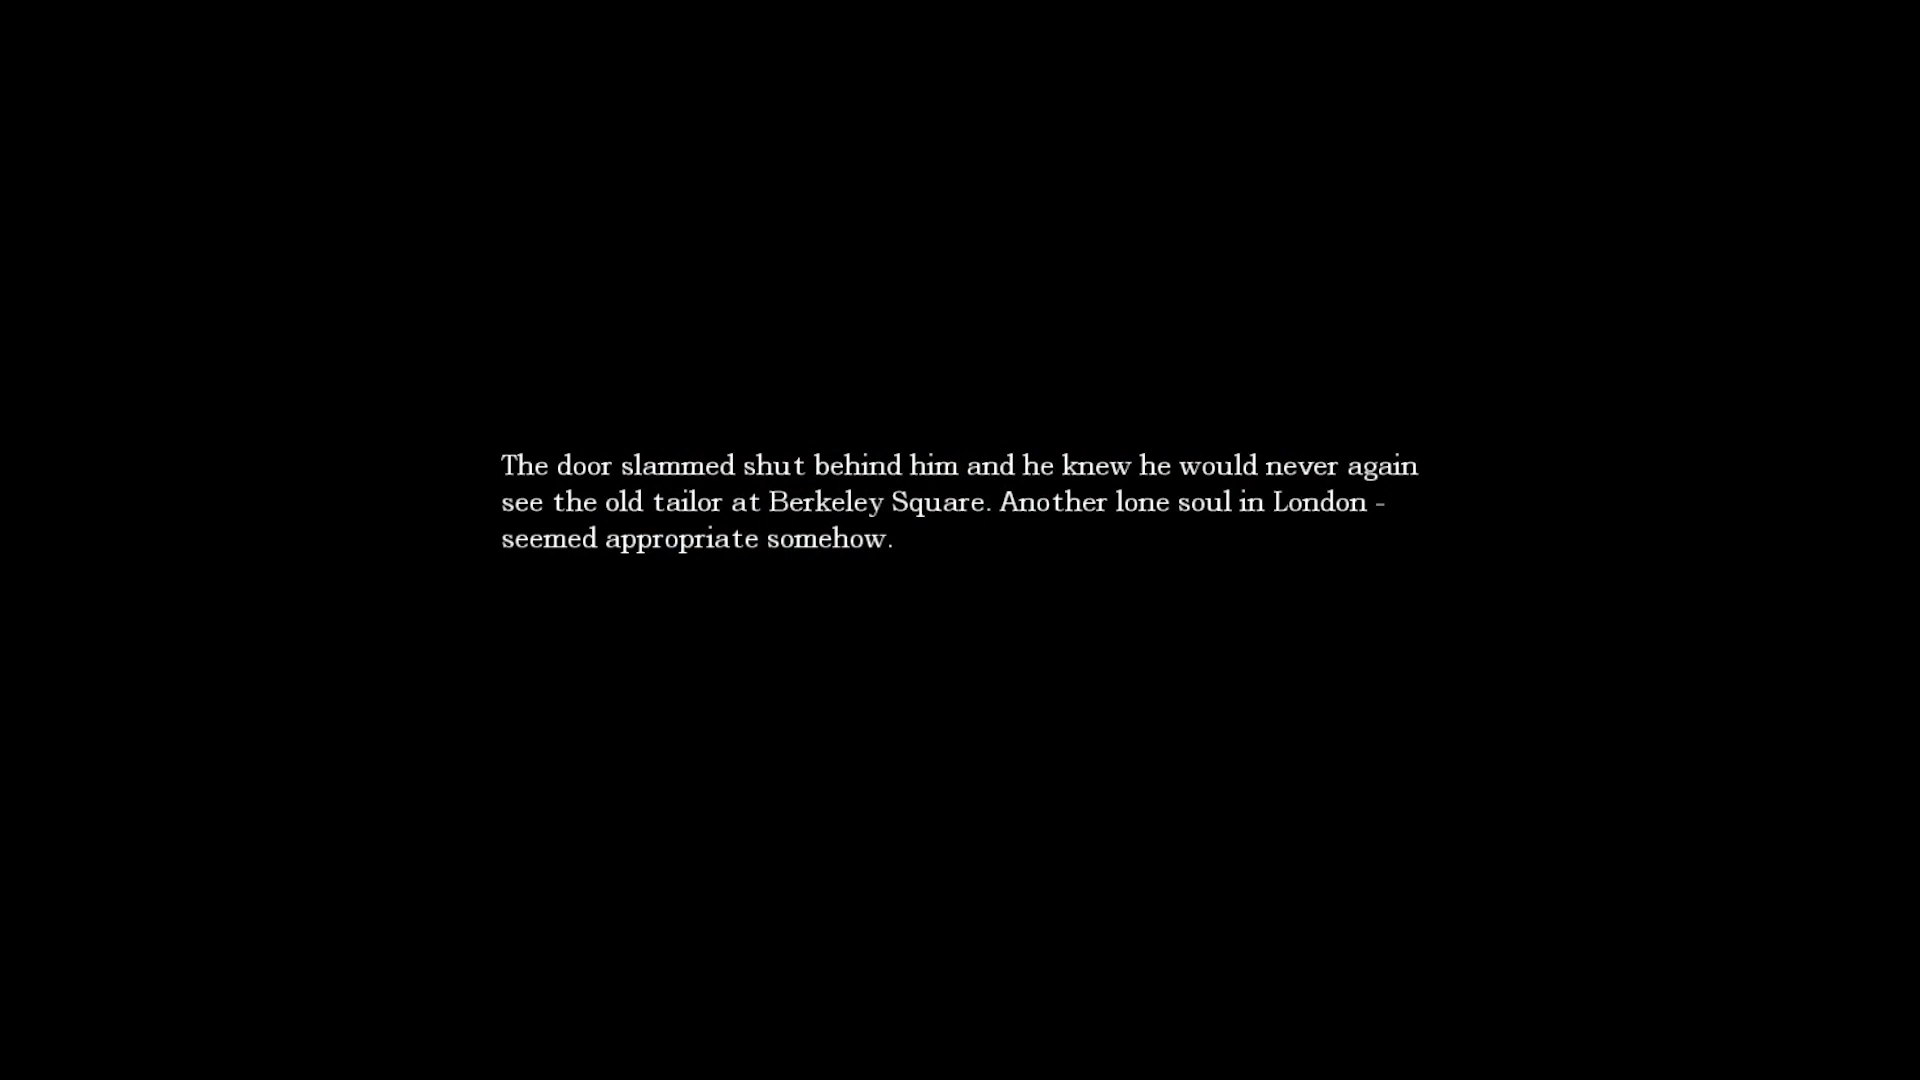 The door slammed shut behind him and he knew he would never again
see the old tailor at Berkeley Square. Another lone soul in London -
seemed appropriate somehow.